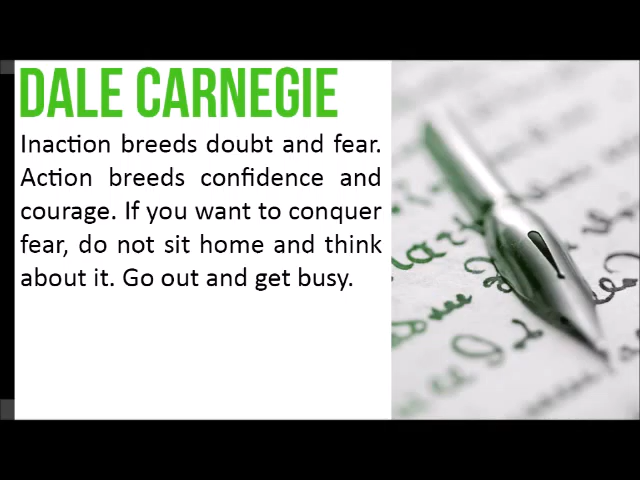 DALE CARNEGIE
Inaction breeds doubt and fear.
Action breeds confidence and
courage. If you want to conquer
fear, do not sit home and think
about it. Go out and get busy.